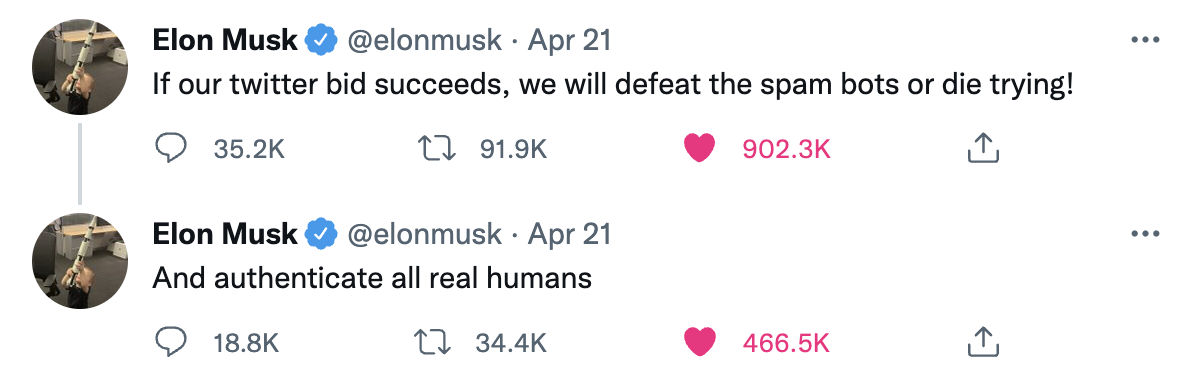 Elon Musk @elonmusk · Apr 21
If our twitter bid succeeds, we will defeat the spam bots or die trying!
35.2K 91.9K 902.3K
Elon Musk @elonmusk · Apr 21
And authenticate all real humans
18.8K 34.4K 466.5K